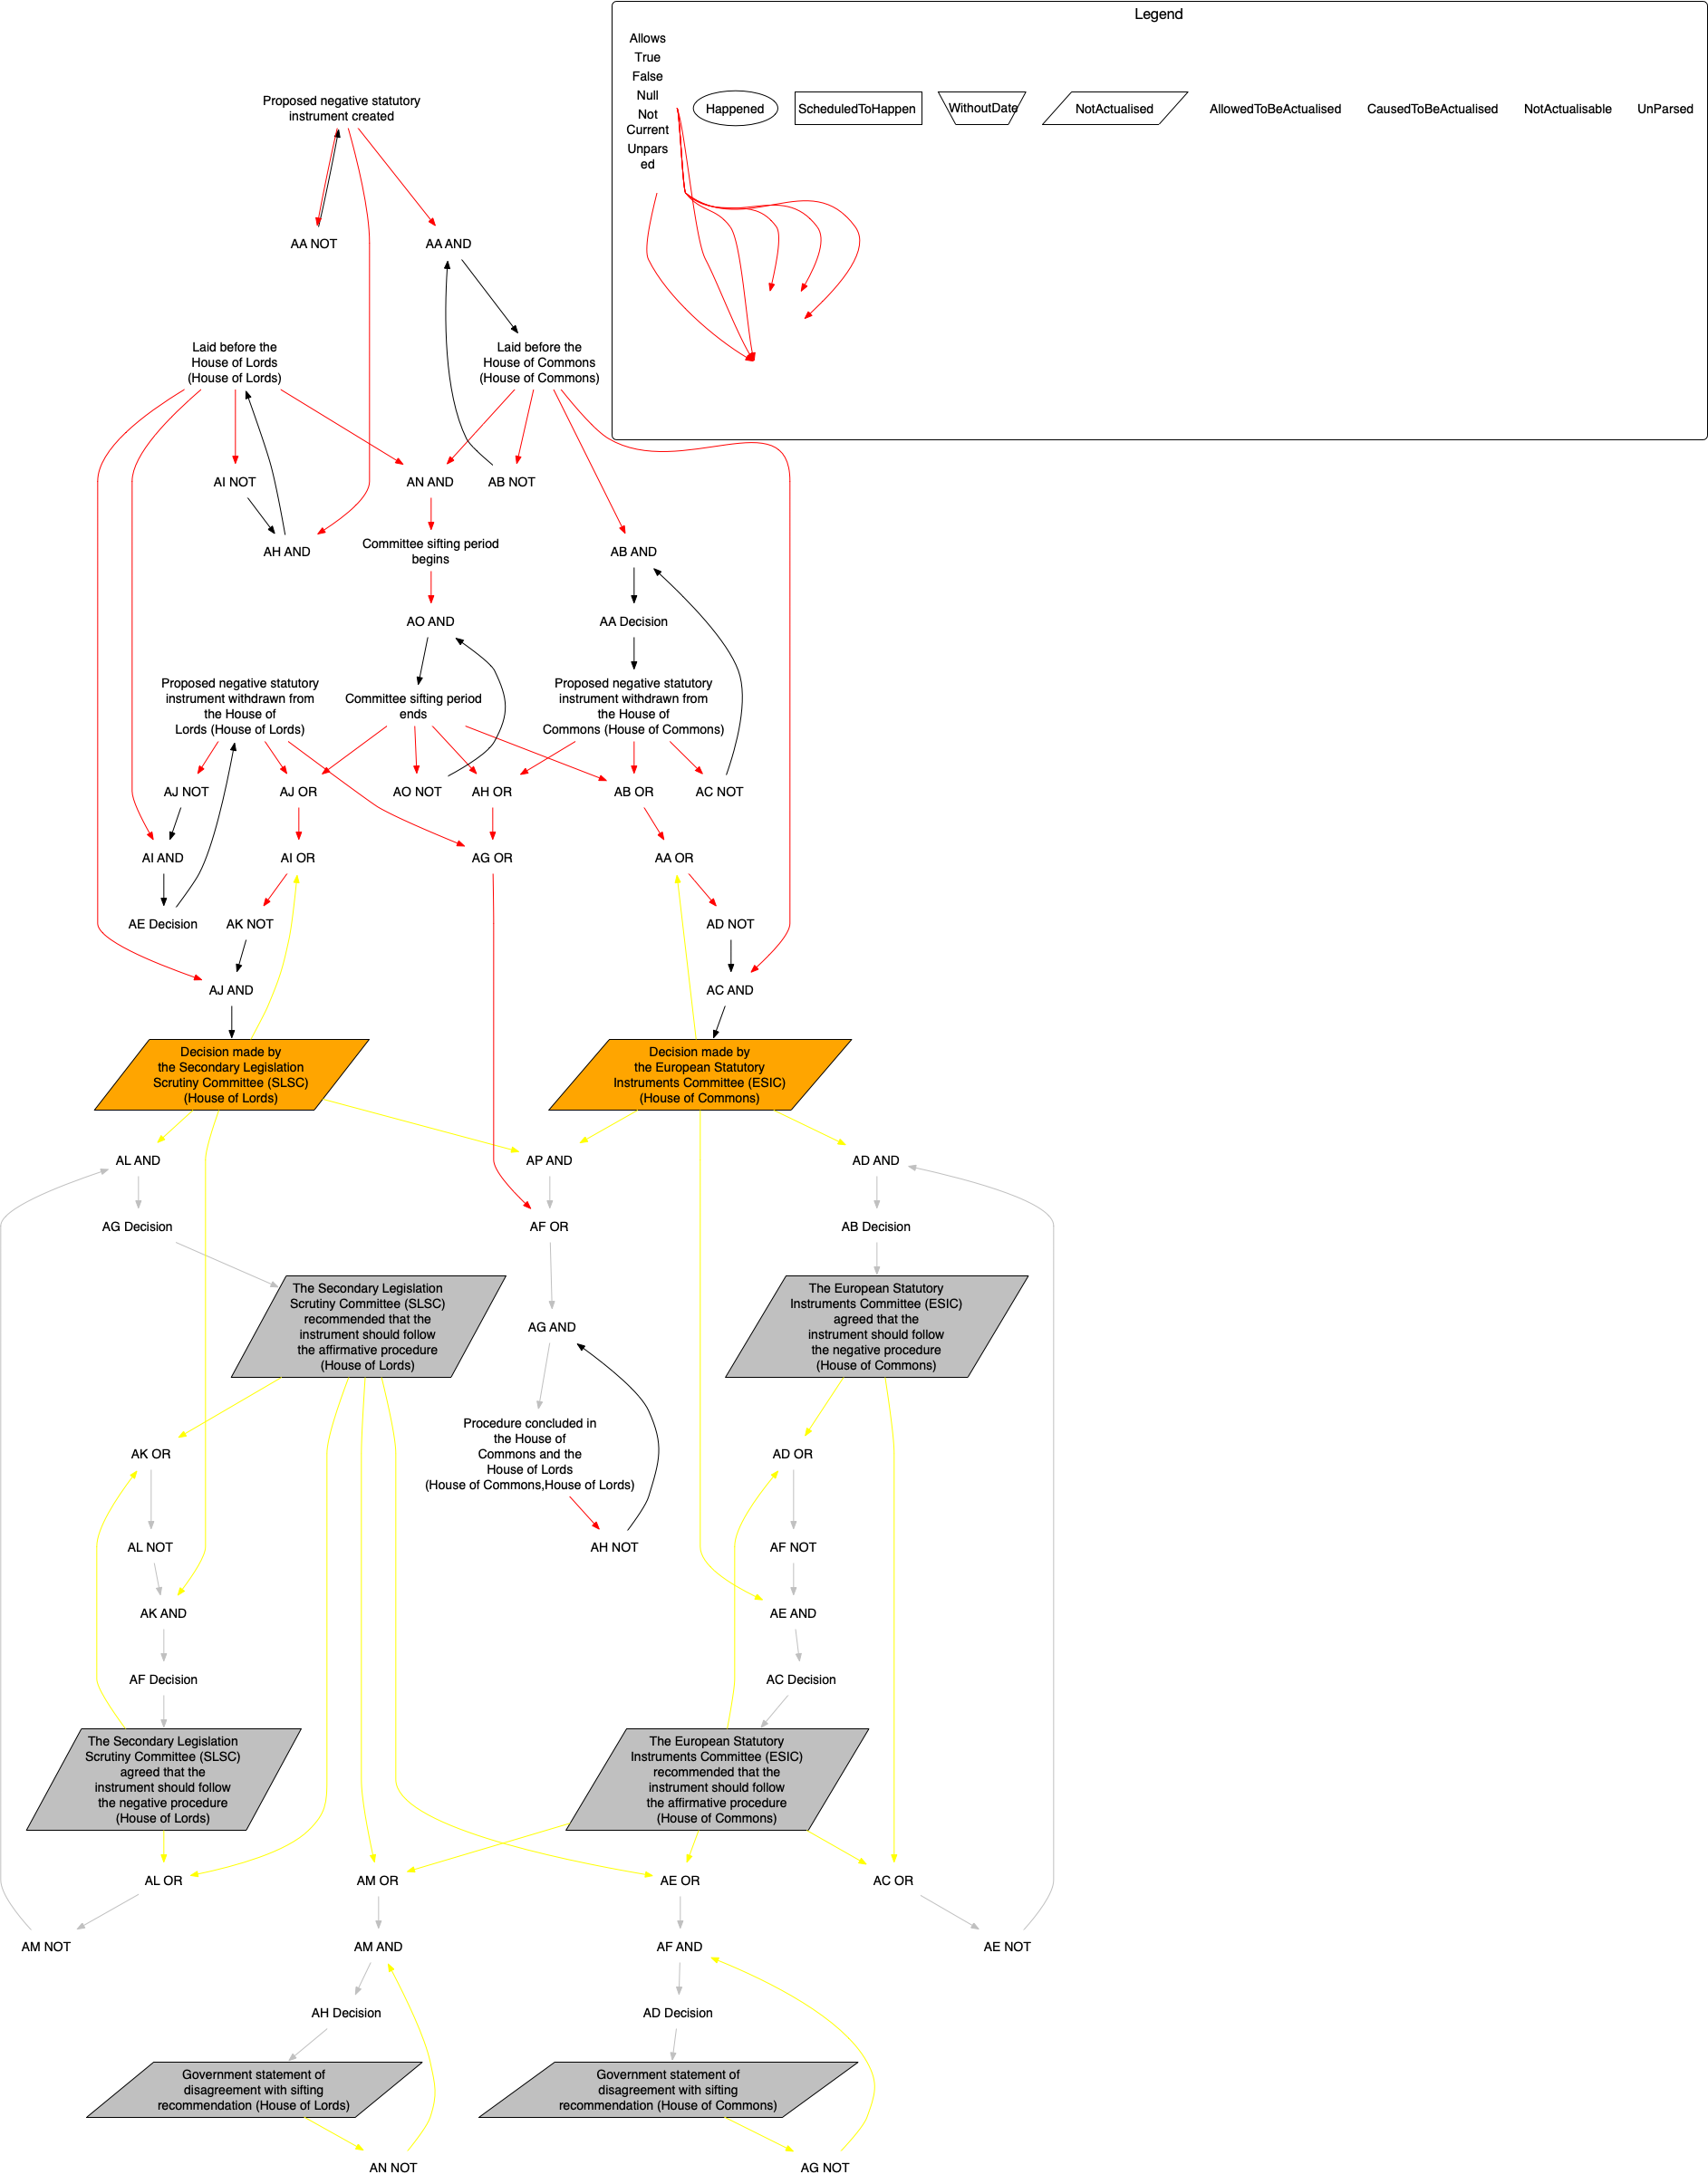 Legend
Allows
True
False
Null
Not
Current
Unpars
ed
Happened
ScheduledToHappen
WithoutDate
NotActualised
AllowedToBeActualised
CausedToBeActualised
NotActualisable
UnParsed
Proposed negative statutory
instrument created
AA NOT
AA AND
Laid before the
House of Lords
(House of Lords)
Laid before the
House of Commons
(House of Commons)
AI NOT
AN AND
AB NOT
AH AND
Committee sifting period
begins
AB AND
AO AND
AA Decision
Proposed negative statutory
instrument withdrawn from
the House of
Lords (House of Lords)
Committee sifting period
ends
Proposed negative statutory
instrument withdrawn from
the House of
Commons (House of Commons)
AJ NOT
AJ OR
AO NOT
AH OR
AB OR
AC NOT
AI AND
AI OR
AG OR
AA OR
AE Decision
AK NOT
AD NOT
AJ AND
AC AND
Decision made by
the Secondary Legislation
Scrutiny Committee (SLSC)
(House of Lords)
Decision made by
the European Statutory
Instruments Committee (ESIC)
(House of Commons)
AL AND
AP AND
AD AND
AG Decision
AF OR
AB Decision
The Secondary Legislation
Scrutiny Committee (SLSC)
recommended that the
instrument should follow
the affirmative procedure
(House of Lords)
AG AND
The European Statutory
Instruments Committee (ESIC)
agreed that the
instrument should follow
the negative procedure
(House of Commons)
AK OR
Procedure concluded in
the House of
Commons and the
House of Lords
(House of Commons,House of Lords)
AD OR
AL NOT
AH NOT
AF NOT
AK AND
AE AND
AF Decision
AC Decision
The Secondary Legislation
Scrutiny Committee (SLSC)
agreed that the
instrument should follow
the negative procedure
(House of Lords)
The European Statutory
Instruments Committee (ESIC)
recommended that the
instrument should follow
the affirmative procedure
(House of Commons)
AL OR
AM OR
AE OR
AC OR
AM NOT
AM AND
AF AND
AE NOT
AH Decision
AD Decision
Government statement of
disagreement with sifting
recommendation (House of Lords)
Government statement of
disagreement with sifting
recommendation (House of Commons)
AN NOT
AG NOT